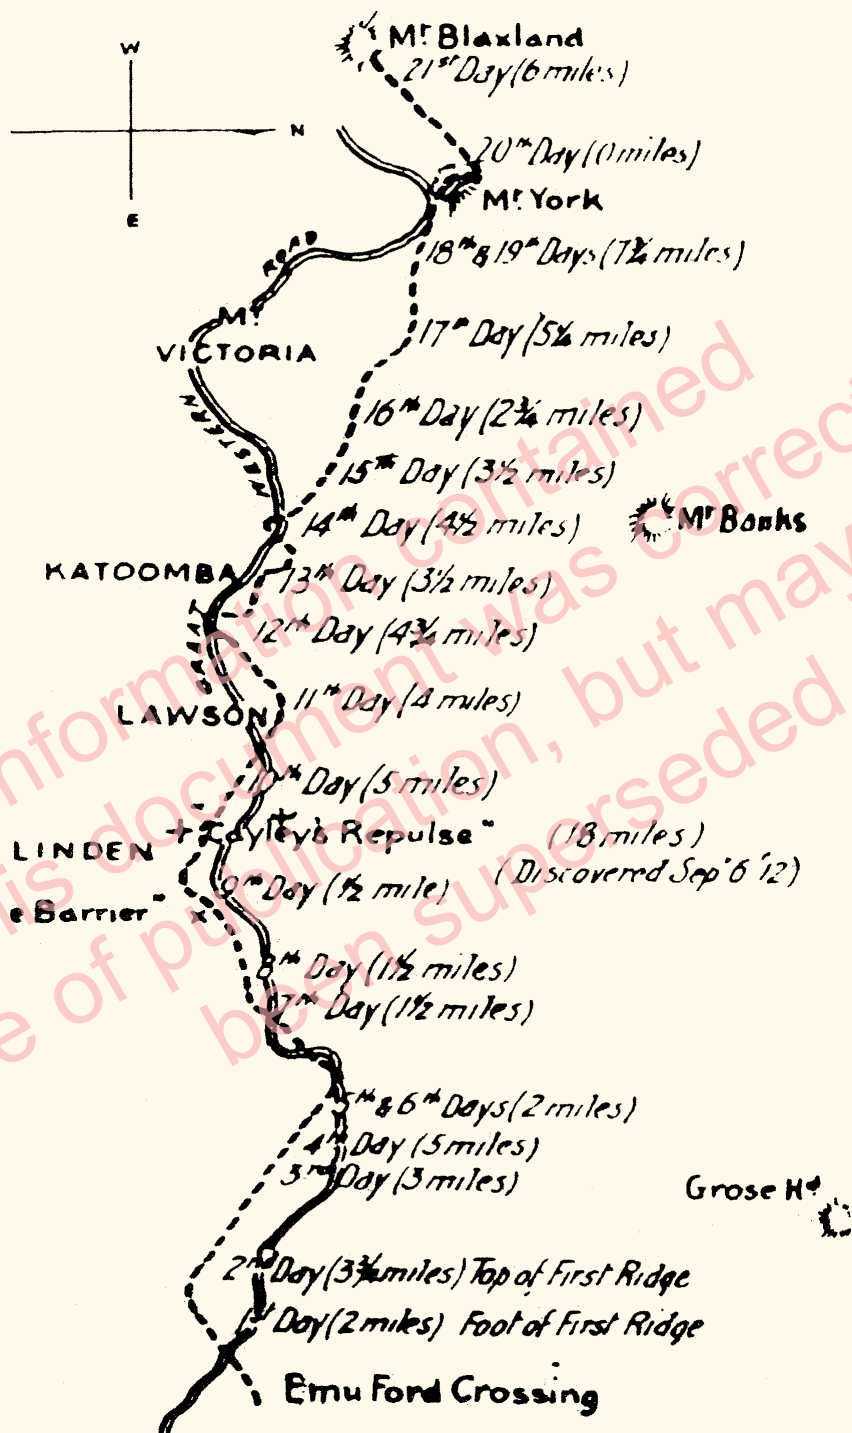 Mt Blaxland
21st Day (6 miles)
W
N
E
20th Day (0 miles)
Mt York
18th & 19th Days (7¾ miles)
ROAD
Mt
VICTORIA
17th Day (5¼ miles)
WESTERN
16th Day (2¾ miles)
15th Day (3½ miles)
14th Day (4½ miles)
Mt Banks
KATOOMBA
13th Day (3½ miles)
12th Day (4¾ miles)
11th Day (4 miles)
LAWSON
Day (5 miles)
LINDEN
Repulse" (18 miles)
(Discovered Sep' 6 '12)
9th Day (½ mile)
e Barrier" x
8th Day (1½ miles)
7th Day (1½ miles)
5th & 6th Days (2 miles)
4th Day (5 miles)
3rd Day (3 miles)
Grose Hd
2nd Day (3¾ miles) Top of First Ridge
1st Day (2 miles) Foot of First Ridge
Emu Ford Crossing
nformation contained
is document was correct
e of publication, but may
been superseded